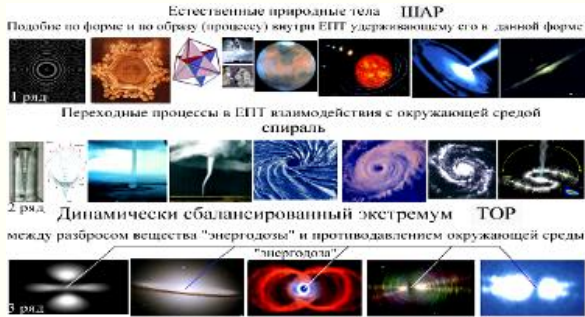 Естественные природные тела ШАР
Подобие по форме и по образу (процессу) внутри ЕПТ удерживающему его в данной форме
1 ряд
Переходные процессы в ЕПТ взаимодействия с окружающей средой
спираль
2 ряд
Динамически сбалансированный экстремум ТОР
между разбросом вещества "энергодозы" и противодавлением окружающей среды
"энергодоза"
3 ряд